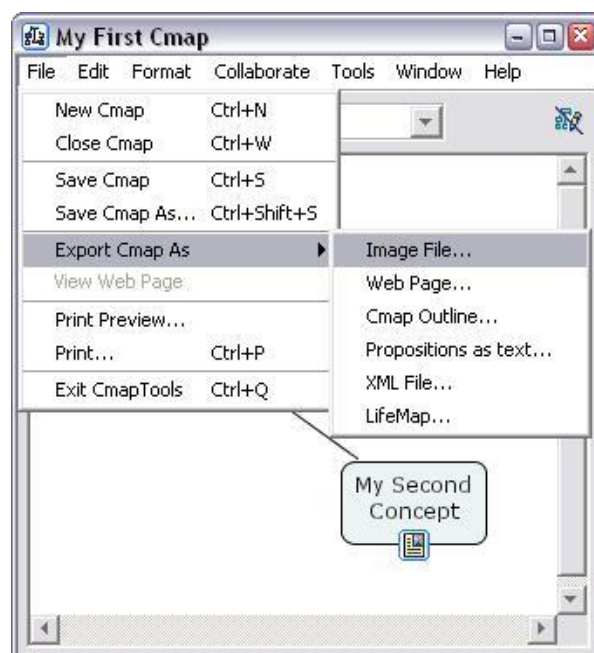 My First Cmap
File Edit Format Collaborate Tools Window Help
New Cmap Ctrl+N
Close Cmap Ctrl+W
Save Cmap Ctrl+S
Save Cmap As... Ctrl+Shift+S
Export Cmap As
View Web Page
Print Preview...
Print... Ctrl+P
Exit CmapTools Ctrl+Q
Image File...
Web Page...
Cmap Outline...
Propositions as text...
XML File...
LifeMap...
My Second
Concept